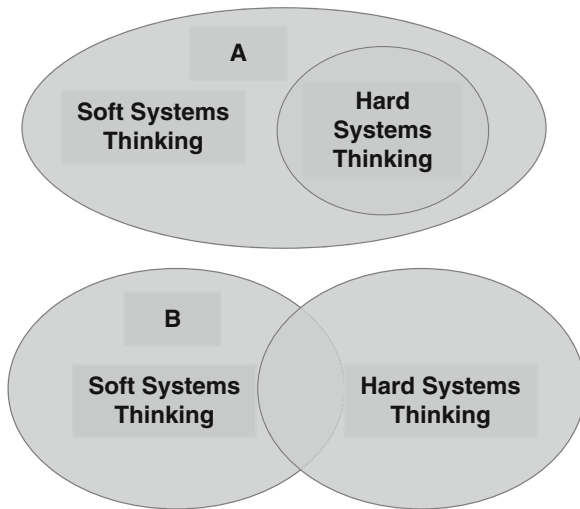 A
Soft Systems
Thinking
Hard
Systems
Thinking
B
Soft Systems
Thinking
Hard Systems
Thinking